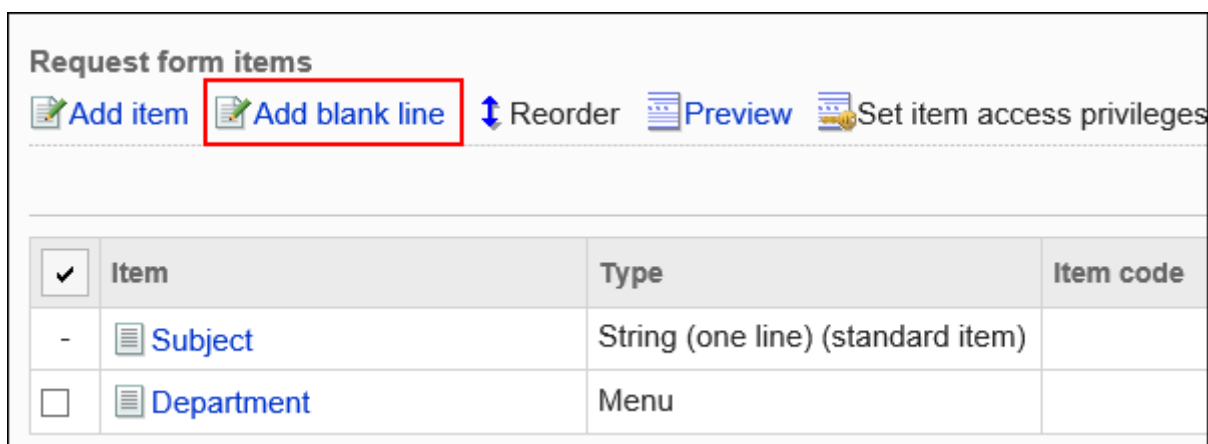 Request form items
Add item Add blank line Reorder Preview Set item access privileges
Item Type Item code
- Subject String (one line) (standard item)
Department Menu